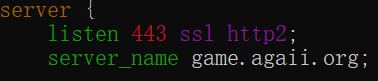 server {
    listen 443 ssl http2;
    server_name game.agaii.org;